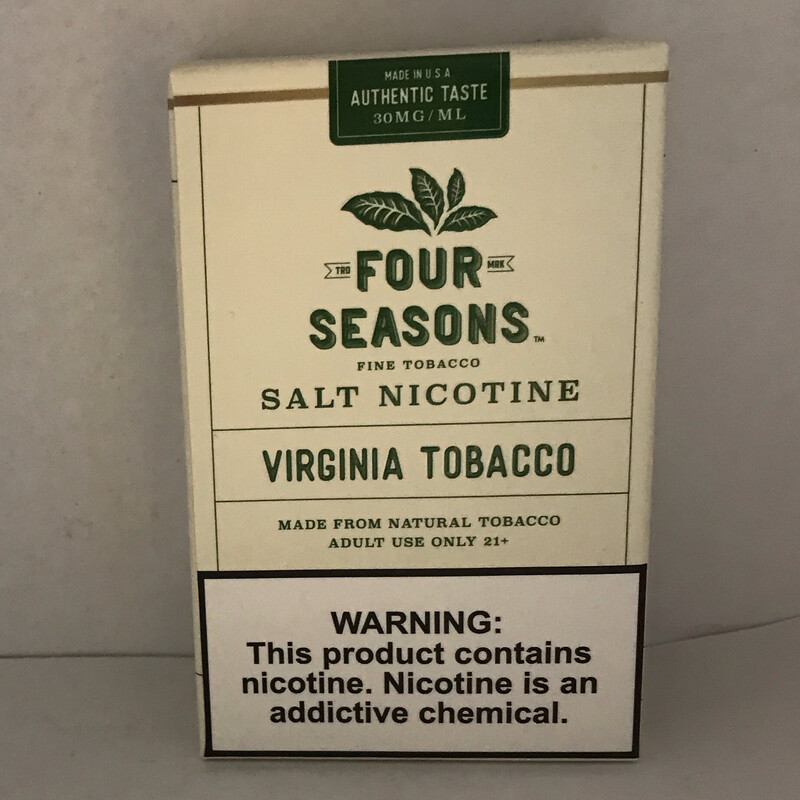 MADE IN U S A
AUTHENTIC TASTE
30MG/ML
TRD FOUR MRK
SEASONS™
FINE TOBACCO
SALT NICOTINE
VIRGINIA TOBACCO
MADE FROM NATURAL TOBACCO
ADULT USE ONLY 21+
WARNING:
This product contains
nicotine. Nicotine is an
addictive chemical.